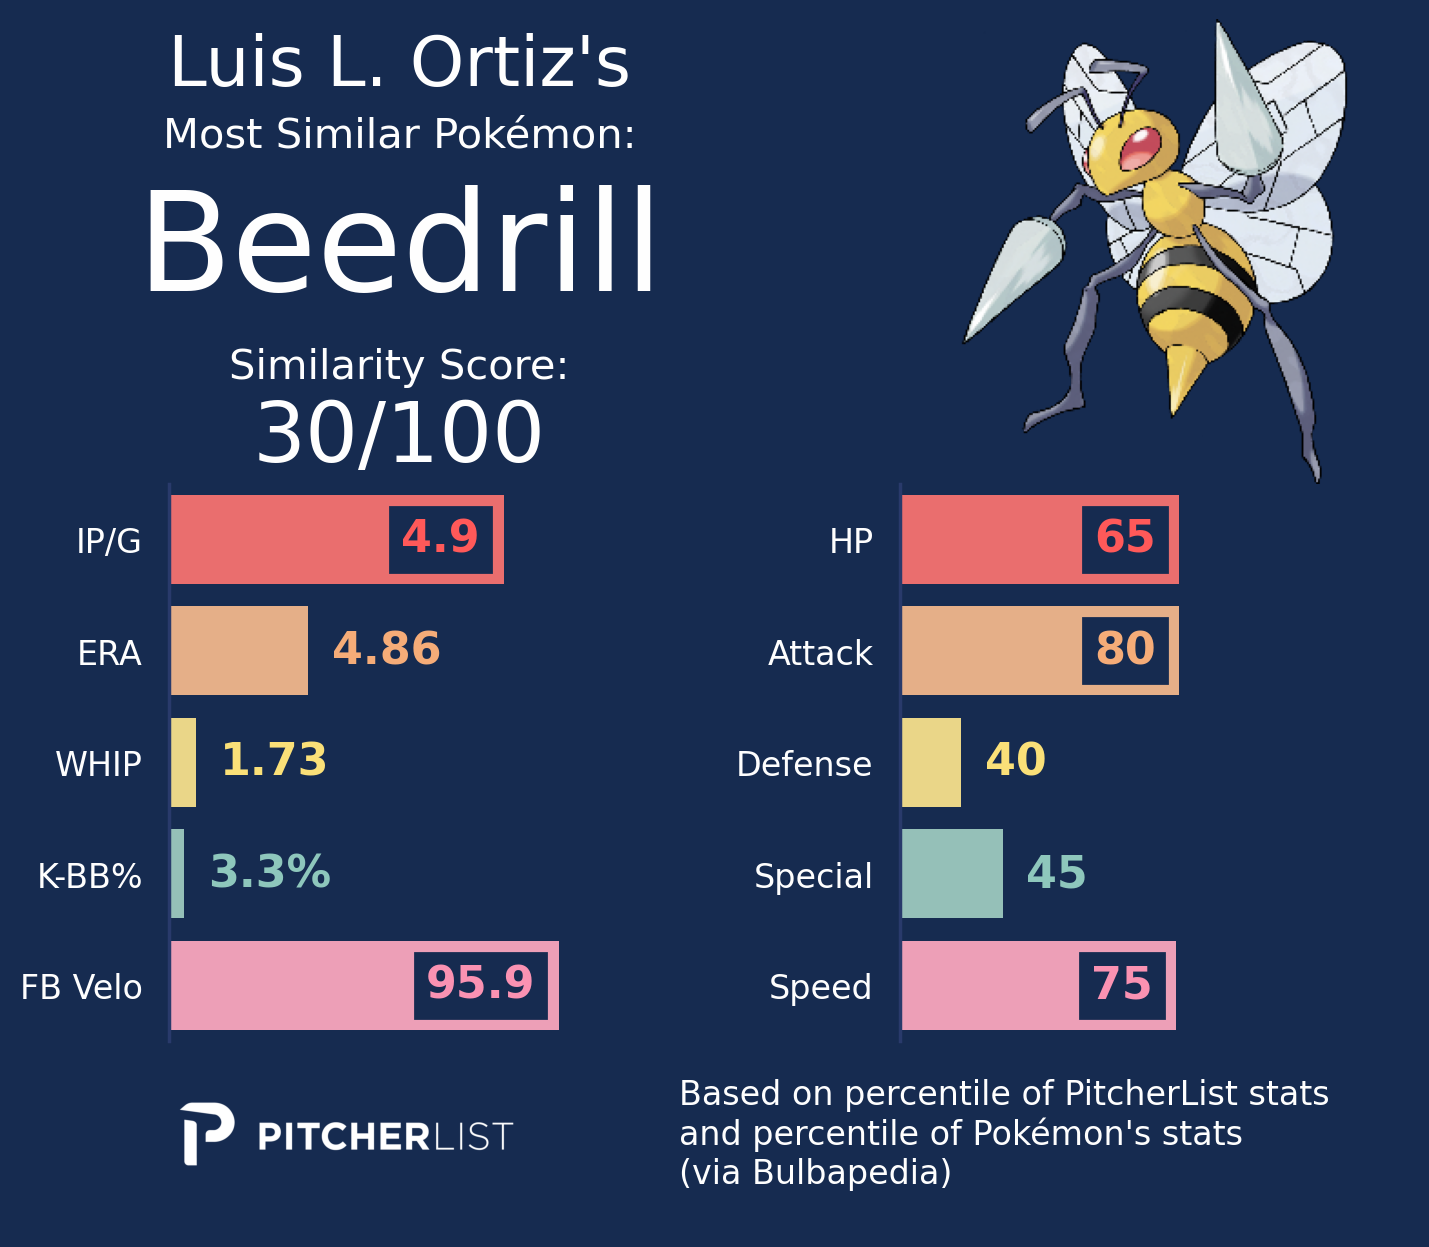 Luis L. Ortiz's
Most Similar Pokémon:
Beedrill
Similarity Score:
30/100
IP/G 4.9
ERA 4.86
WHIP 1.73
K-BB% 3.3%
FB Velo 95.9
HP 65
Attack 80
Defense 40
Special 45
Speed 75
PITCHERLIST
Based on percentile of PitcherList stats
and percentile of Pokémon's stats
(via Bulbapedia)